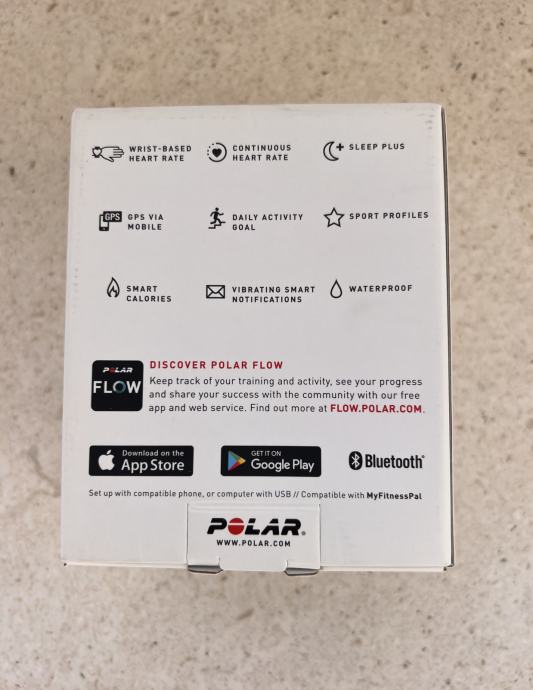 WRIST-BASED
HEART RATE
CONTINUOUS
HEART RATE
SLEEP PLUS
GPS
GPS VIA
MOBILE
DAILY ACTIVITY
GOAL
SPORT PROFILES
SMART
CALORIES
VIBRATING SMART
NOTIFICATIONS
WATERPROOF
POLAR
FLOW
DISCOVER POLAR FLOW
Keep track of your training and activity, see your progress
and share your success with the community with our free
app and web service. Find out more at FLOW.POLAR.COM.
Download on the
App Store
GET IT ON
Google Play
Bluetooth®
Set up with compatible phone, or computer with USB // Compatible with MyFitnessPal
POLAR®
WWW.POLAR.COM